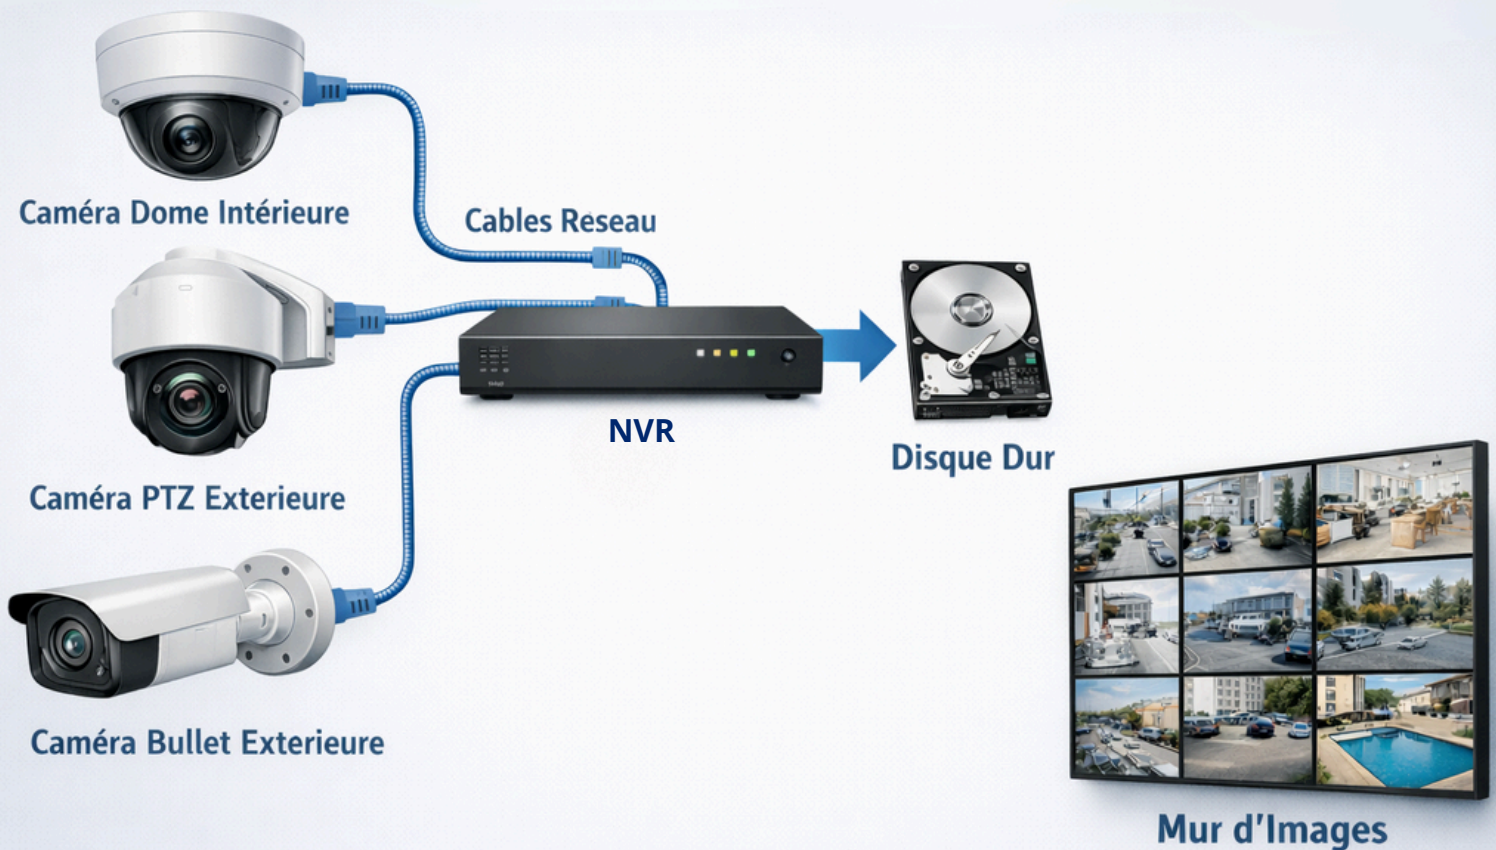 Caméra Dome Intérieure
Cables Reseau
NVR
Caméra PTZ Exterieure
Disque Dur
Caméra Bullet Exterieure
Mur d'Images